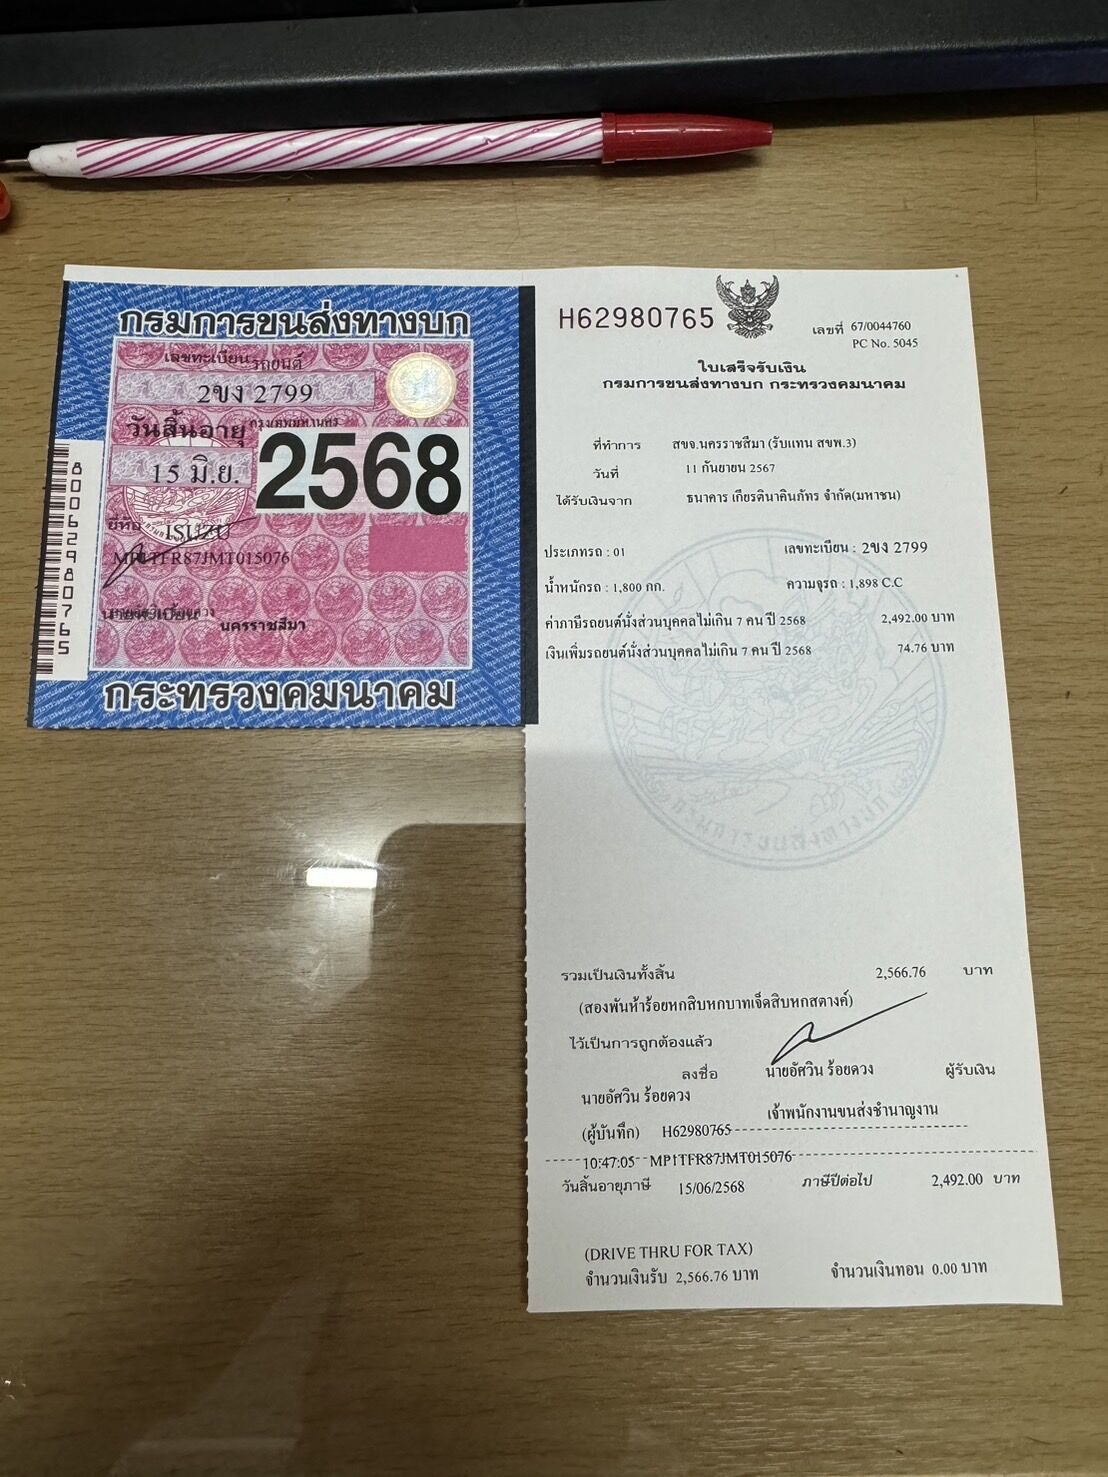 กรมการขนส่งทางบก
เลขทะเบียน รถยนต์
2ขง 2799
วันสิ้นอายุ กรุงเทพมหานคร
15 มิ.ย. 2568
ยี่ห้อ ISUZU
MP1TFR87JMT015076
นครราชสีมา
H62980765
กระทรวงคมนาคม
H62980765
เลขที่ 67/0044760
PC No. 5045
ใบเสร็จรับเงิน
กรมการขนส่งทางบก กระทรวงคมนาคม
ที่ทำการ สขจ.นครราชสีมา (รับแทน สขพ.3)
วันที่ 11 กันยายน 2567
ได้รับเงินจาก ธนาคาร เกียรตินาคินภัทร จำกัด(มหาชน)
ประเภทรถ : 01 เลขทะเบียน : 2ขง 2799
น้ำหนักรถ : 1,800 กก. ความจุรถ : 1,898 C.C
ค่าภาษีรถยนต์นั่งส่วนบุคคลไม่เกิน 7 คน ปี 2568 2,492.00 บาท
เงินเพิ่มรถยนต์นั่งส่วนบุคคลไม่เกิน 7 คน ปี 2568 74.76 บาท
กรมการขนส่งทางบก
รวมเป็นเงินทั้งสิ้น 2,566.76 บาท
(สองพันห้าร้อยหกสิบหกบาทเจ็ดสิบหกสตางค์)
ไว้เป็นการถูกต้องแล้ว
ลงชื่อ นายอัศวิน ร้อยดวง ผู้รับเงิน
นายอัศวิน ร้อยดวง
เจ้าพนักงานขนส่งชำนาญงาน
(ผู้บันทึก) H62980765
10:47:05 MP1TFR87JMT015076
วันสิ้นอายุภาษี 15/06/2568 ภาษีปีต่อไป 2,492.00 บาท
(DRIVE THRU FOR TAX)
จำนวนเงินรับ 2,566.76 บาท จำนวนเงินทอน 0.00 บาท